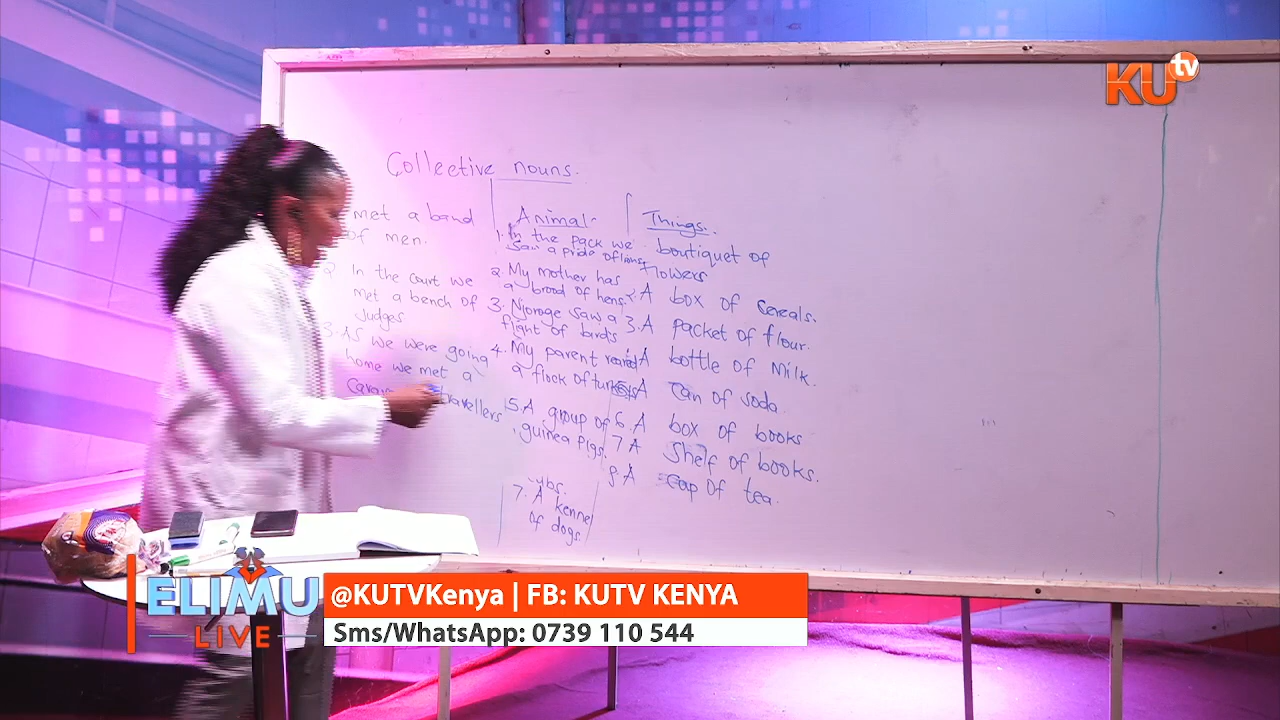 KU tv
Collective nouns.
met a band
of men.
2 In the court we
met a bench of
Judges
3. As we were going
home we met a
travellers
Animal
1. In the pack we
saw a pride of lions
2 My mother has
a brood of hens.
3. Njoroge saw a
flight of birds
4. My parent reared
a flock of turkeys
5. A group of
guinea pigs.
cubs.
7. A kennel
of dogs.
Things.
boutiquet of
Flowers
2. A box of cereals.
3. A packet of flour.
A bottle of milk.
A can of soda.
6. A box of books
7 A shelf of books.
8 A cup of tea.
ELIMU
LIVE
@KUTVKenya | FB: KUTV KENYA
Sms/WhatsApp: 0739 110 544